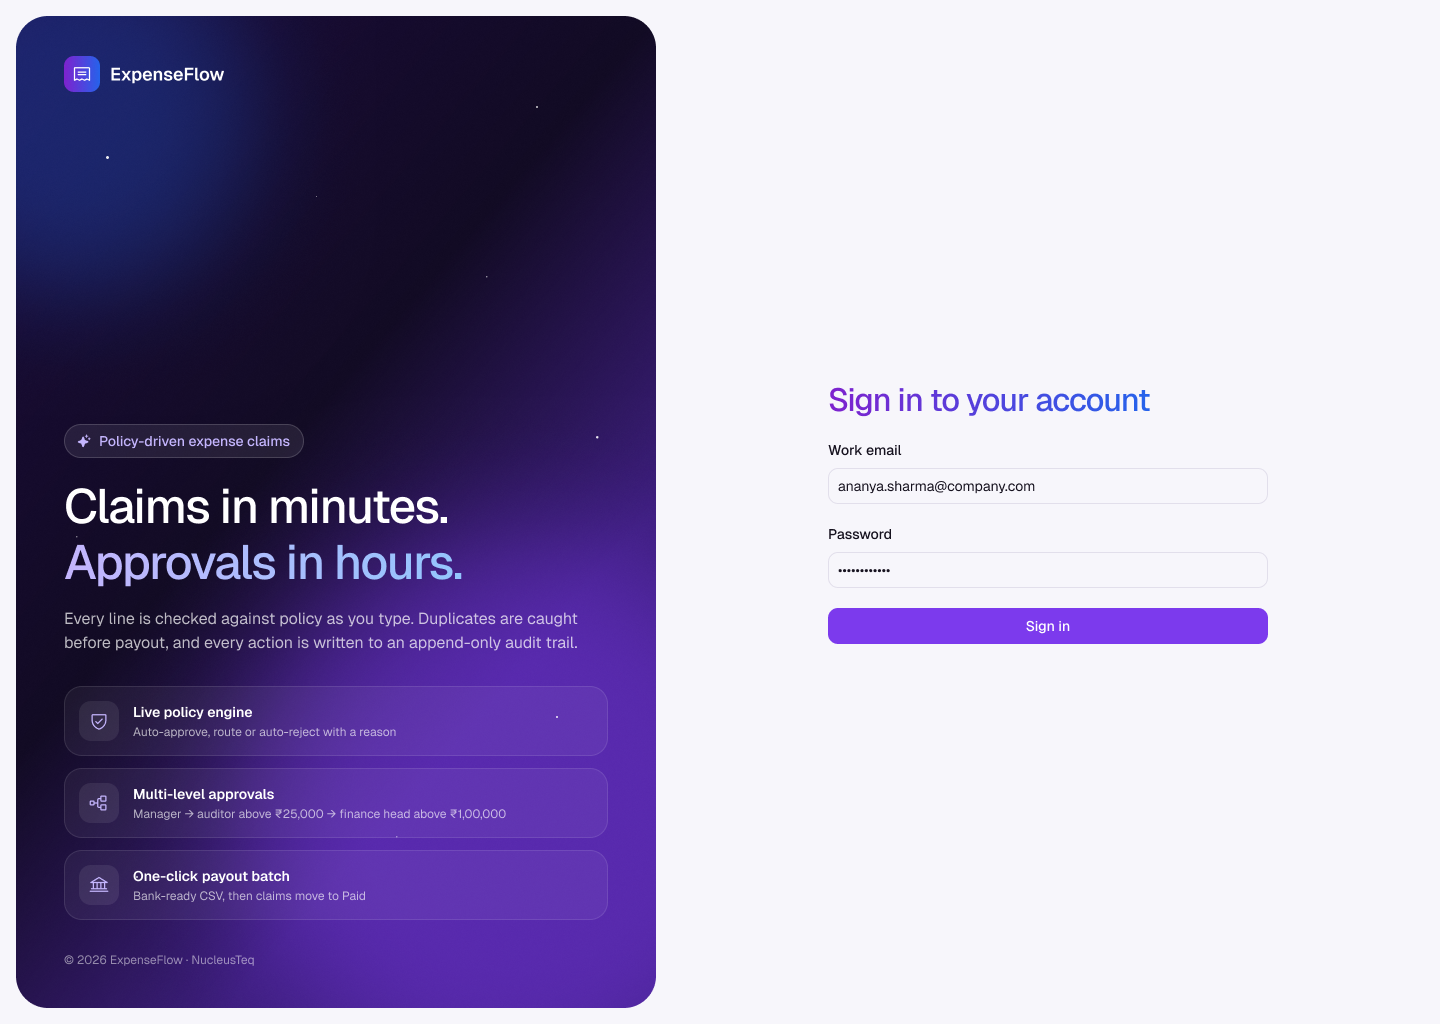 ExpenseFlow
Policy-driven expense claims
Claims in minutes.
Approvals in hours.
Every line is checked against policy as you type. Duplicates are caught
before payout, and every action is written to an append-only audit trail.
Live policy engine
Auto-approve, route or auto-reject with a reason
Multi-level approvals
Manager → auditor above ₹25,000 → finance head above ₹1,00,000
One-click payout batch
Bank-ready CSV, then claims move to Paid
© 2026 ExpenseFlow · NucleusTeq
Sign in to your account
Work email
ananya.sharma@company.com
Password
••••••••••••
Sign in